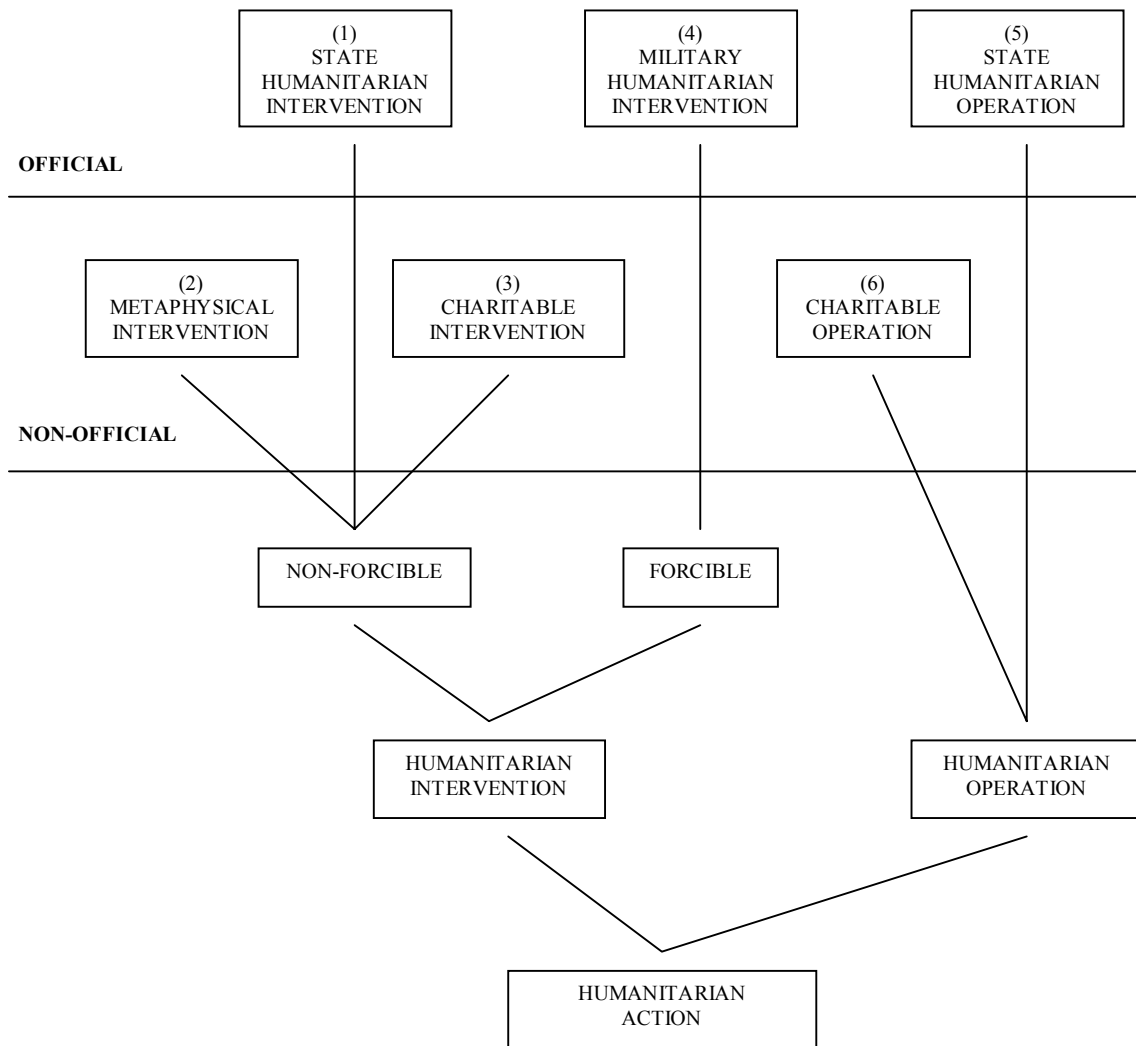 (1)
STATE
HUMANITARIAN
INTERVENTION
(4)
MILITARY
HUMANITARIAN
INTERVENTION
(5)
STATE
HUMANITARIAN
OPERATION
OFFICIAL
(2)
METAPHYSICAL
INTERVENTION
(3)
CHARITABLE
INTERVENTION
(6)
CHARITABLE
OPERATION
NON-OFFICIAL
NON-FORCIBLE
FORCIBLE
HUMANITARIAN
INTERVENTION
HUMANITARIAN
OPERATION
HUMANITARIAN
ACTION